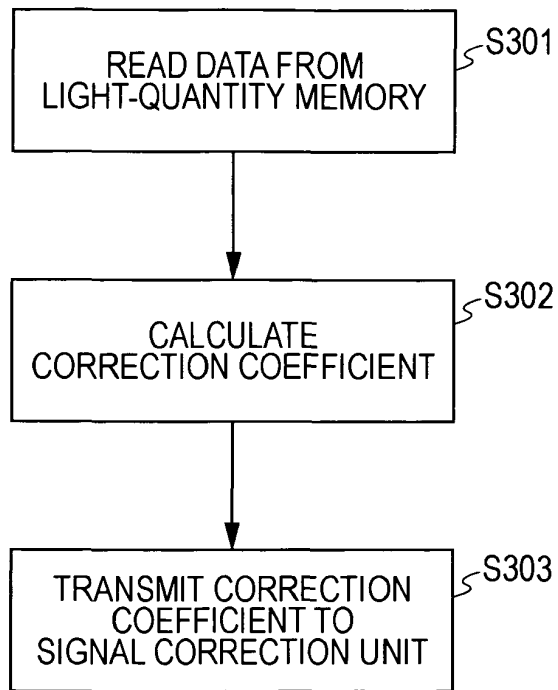 READ DATA FROM
LIGHT-QUANTITY MEMORY
S301
CALCULATE
CORRECTION COEFFICIENT
S302
TRANSMIT CORRECTION
COEFFICIENT TO
SIGNAL CORRECTION UNIT
S303